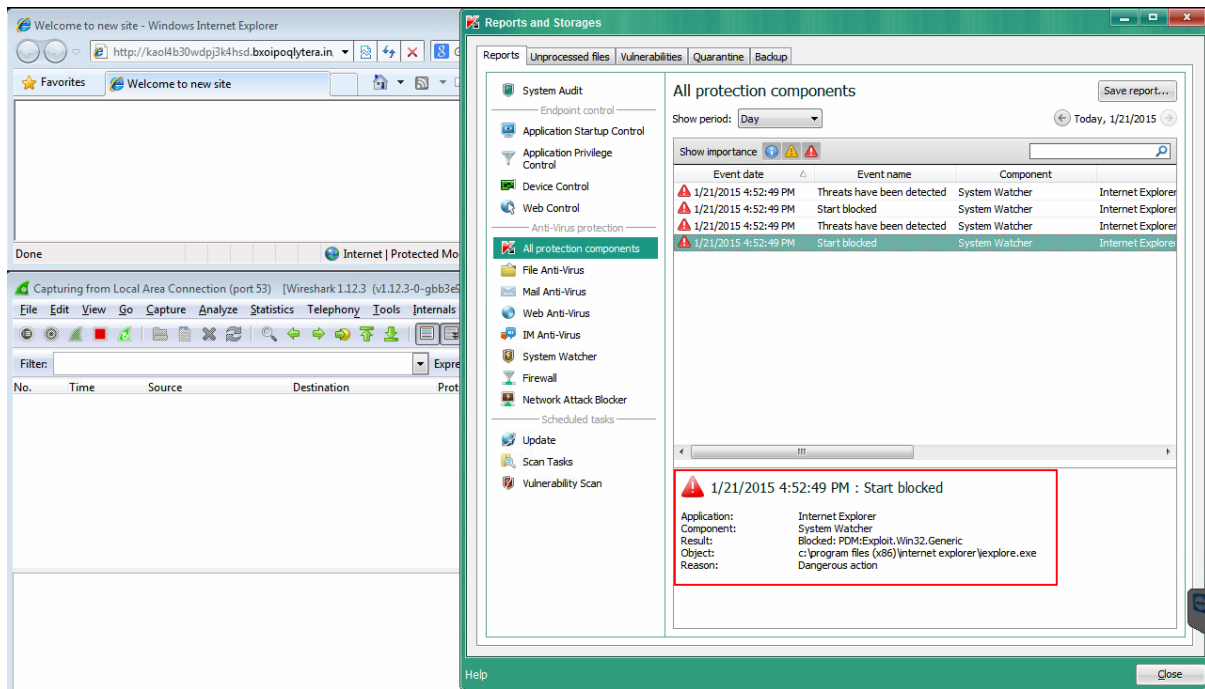 Welcome to new site - Windows Internet Explorer
http://kaol4b30wdpj3k4hsd.bxoipoqlytera.in
Favorites
Welcome to new site
Done
Internet | Protected Mo
Capturing from Local Area Connection (port 53) [Wireshark 1.12.3 (v1.12.3-0-gbb3e9
File Edit View Go Capture Analyze Statistics Telephony Tools Internals
Filter:
Expre
No. Time Source Destination Prot
Reports and Storages
Reports Unprocessed files Vulnerabilities Quarantine Backup
System Audit
Endpoint control
Application Startup Control
Application Privilege
Control
Device Control
Web Control
Anti-Virus protection
All protection components
File Anti-Virus
Mail Anti-Virus
Web Anti-Virus
IM Anti-Virus
System Watcher
Firewall
Network Attack Blocker
Scheduled tasks
Update
Scan Tasks
Vulnerability Scan
All protection components
Save report...
Show period: Day
Today, 1/21/2015
Show importance
Event date Event name Component
1/21/2015 4:52:49 PM Threats have been detected System Watcher Internet Explorer
1/21/2015 4:52:49 PM Start blocked System Watcher Internet Explorer
1/21/2015 4:52:49 PM Threats have been detected System Watcher Internet Explorer
1/21/2015 4:52:49 PM Start blocked System Watcher Internet Explore
1/21/2015 4:52:49 PM : Start blocked
Application: Internet Explorer
Component: System Watcher
Result: Blocked: PDM:Exploit.Win32.Generic
Object: c:\program files (x86)\internet explorer\iexplore.exe
Reason: Dangerous action
Help
Close